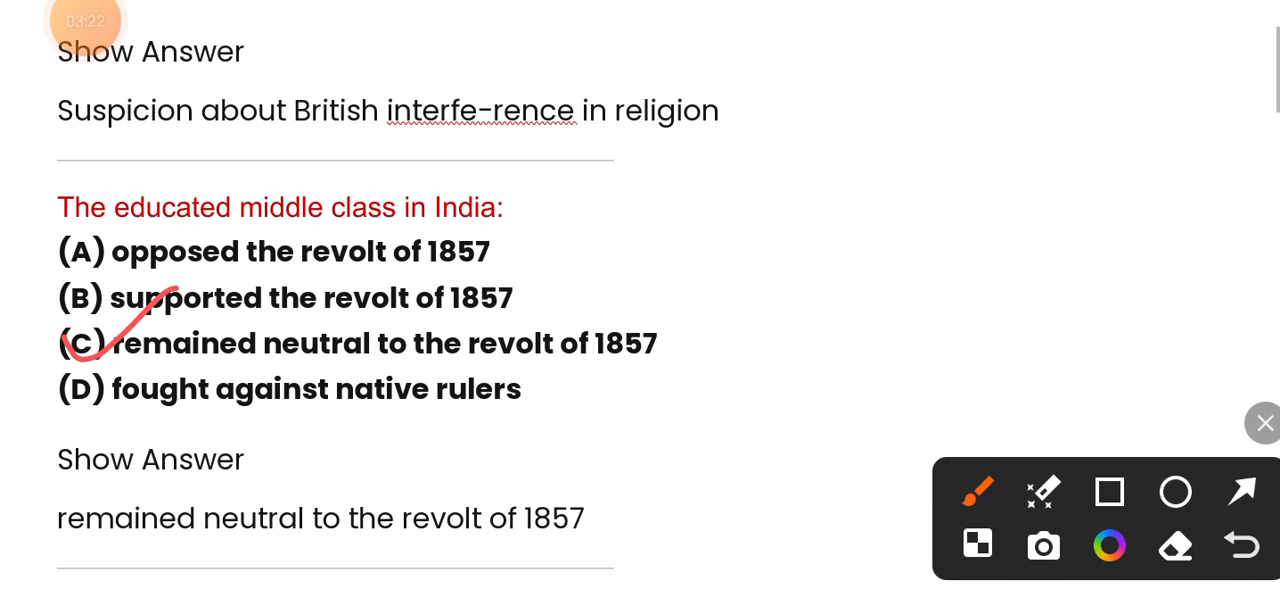 03:22
Show Answer
Suspicion about British interfe-rence in religion
The educated middle class in India:
(A) opposed the revolt of 1857
(B) supported the revolt of 1857
(C) remained neutral to the revolt of 1857
(D) fought against native rulers
Show Answer
remained neutral to the revolt of 1857